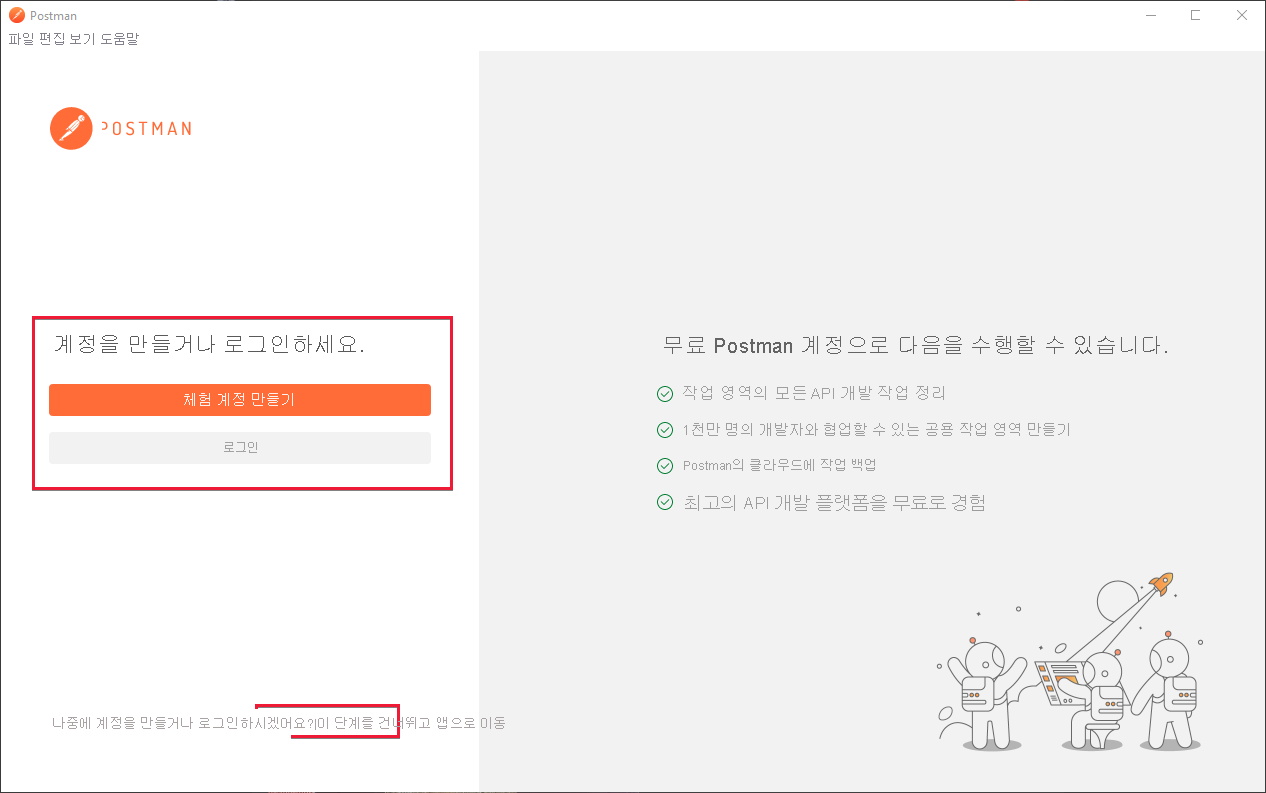 Postman
파일 편집 보기 도움말
POSTMAN
계정을 만들거나 로그인하세요.
체험 계정 만들기
로그인
나중에 계정을 만들거나 로그인하시겠어요?이 단계를 건너뛰고 앱으로 이동
무료 Postman 계정으로 다음을 수행할 수 있습니다.
작업 영역의 모든 API 개발 작업 정리
1천만 명의 개발자와 협업할 수 있는 공용 작업 영역 만들기
Postman의 클라우드에 작업 백업
최고의 API 개발 플랫폼을 무료로 경험